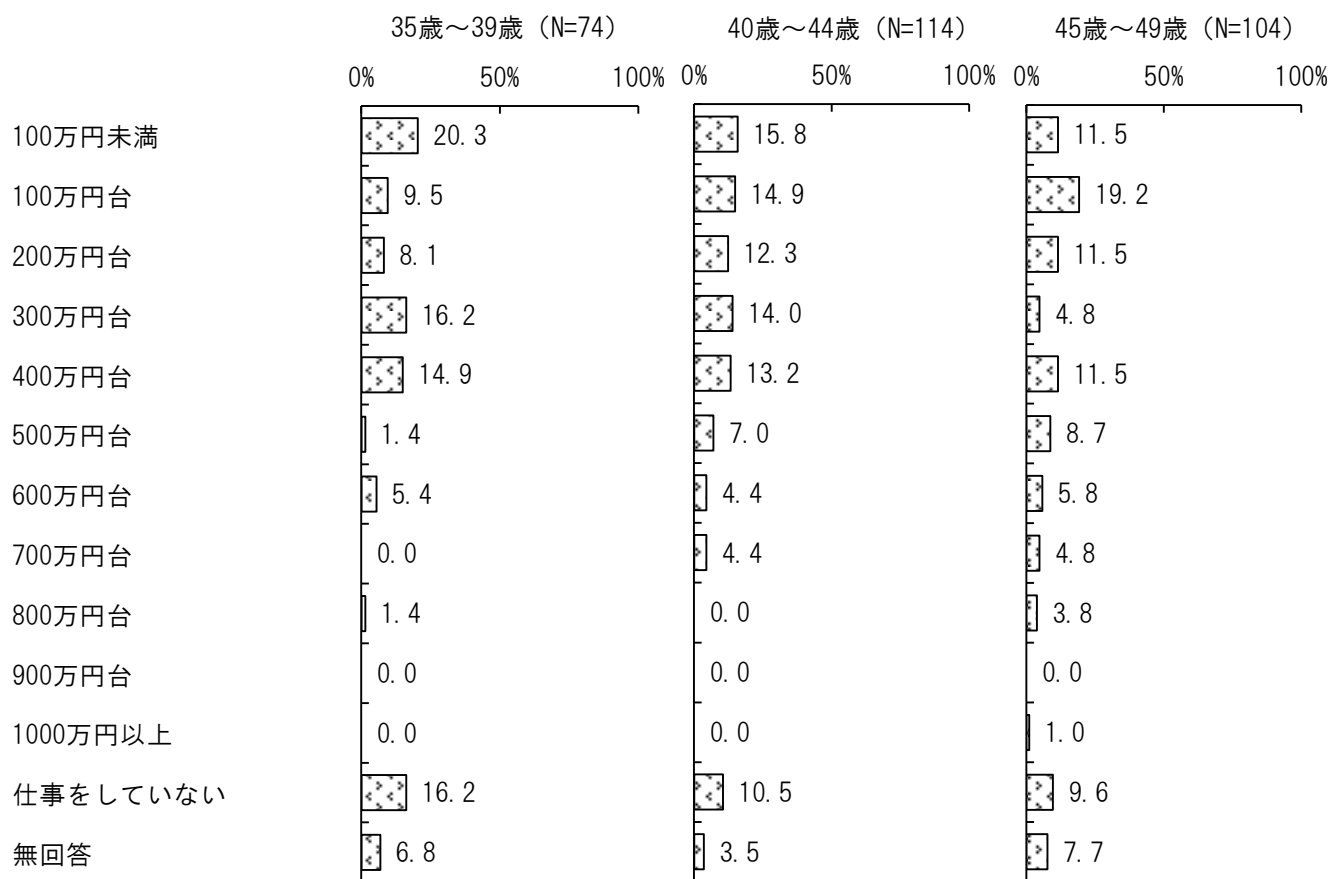 35歳～39歳（N=74） 40歳～44歳（N=114） 45歳～49歳（N=104）
0% 50% 100% 0% 50% 100% 0% 50% 100%
100万円未満 20.3 15.8 11.5
100万円台 9.5 14.9 19.2
200万円台 8.1 12.3 11.5
300万円台 16.2 14.0 4.8
400万円台 14.9 13.2 11.5
500万円台 1.4 7.0 8.7
600万円台 5.4 4.4 5.8
700万円台 0.0 4.4 4.8
800万円台 1.4 0.0 3.8
900万円台 0.0 0.0 0.0
1000万円以上 0.0 0.0 1.0
仕事をしていない 16.2 10.5 9.6
無回答 6.8 3.5 7.7